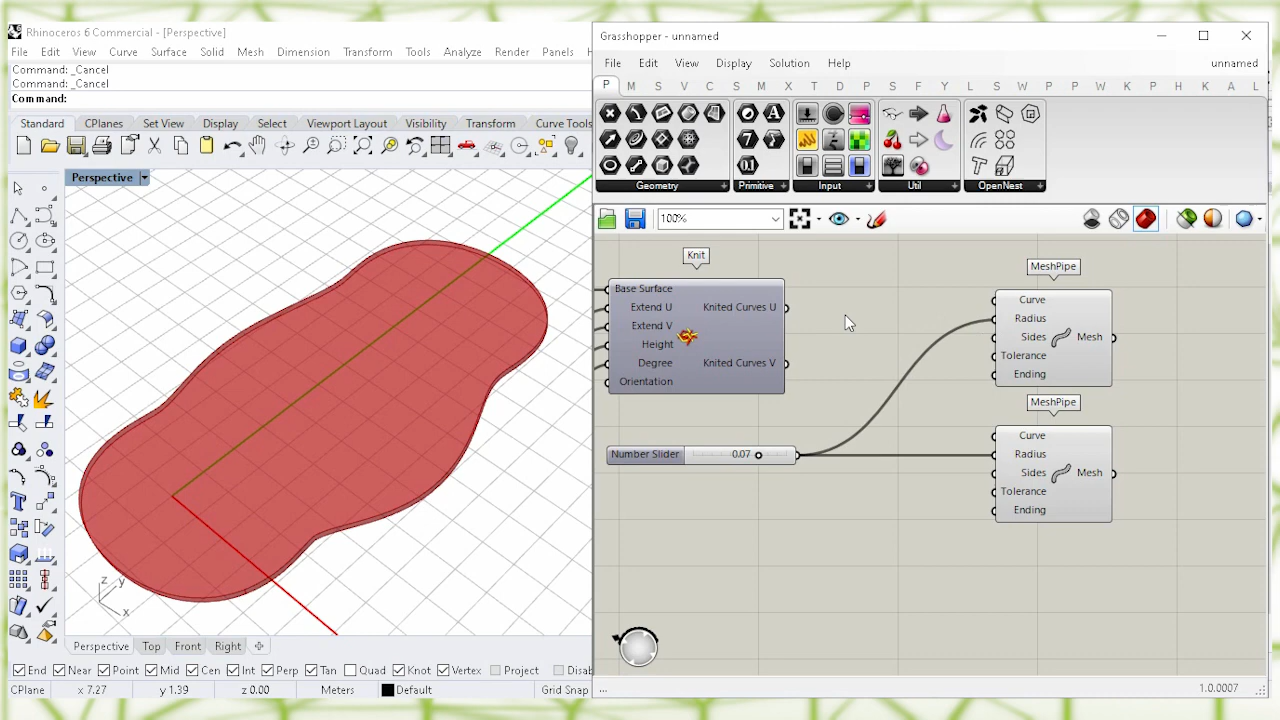 Rhinoceros 6 Commercial - [Perspective]
File Edit View Curve Surface Solid Mesh Dimension Transform Tools Analyze Render Panels
Command: _Cancel
Command: _Cancel
Command:
Standard CPlanes Set View Display Select Viewport Layout Visibility Transform Curve Tools
Perspective
z
y
x
Perspective Top Front Right
End Near Point Mid Cen Int Perp Tan Quad Knot Vertex Project Disab
CPlane x 7.27 y 1.39 z 0.00 Meters Default Grid Snap
Grasshopper - unnamed
File Edit View Display Solution Help unnamed
P M S V C S M X T D P S U F Y L S W P P W K P H K A L
Geometry Primitive Input Util OpenNest
100%
Knit
Base Surface
Extend U
Extend V
Height
Degree
Orientation
Knited Curves U
Knited Curves V
Number Slider 0.07
MeshPipe
Curve
Radius
Sides
Tolerance
Ending
Mesh
MeshPipe
Curve
Radius
Sides
Tolerance
Ending
Mesh
... 1.0.0007